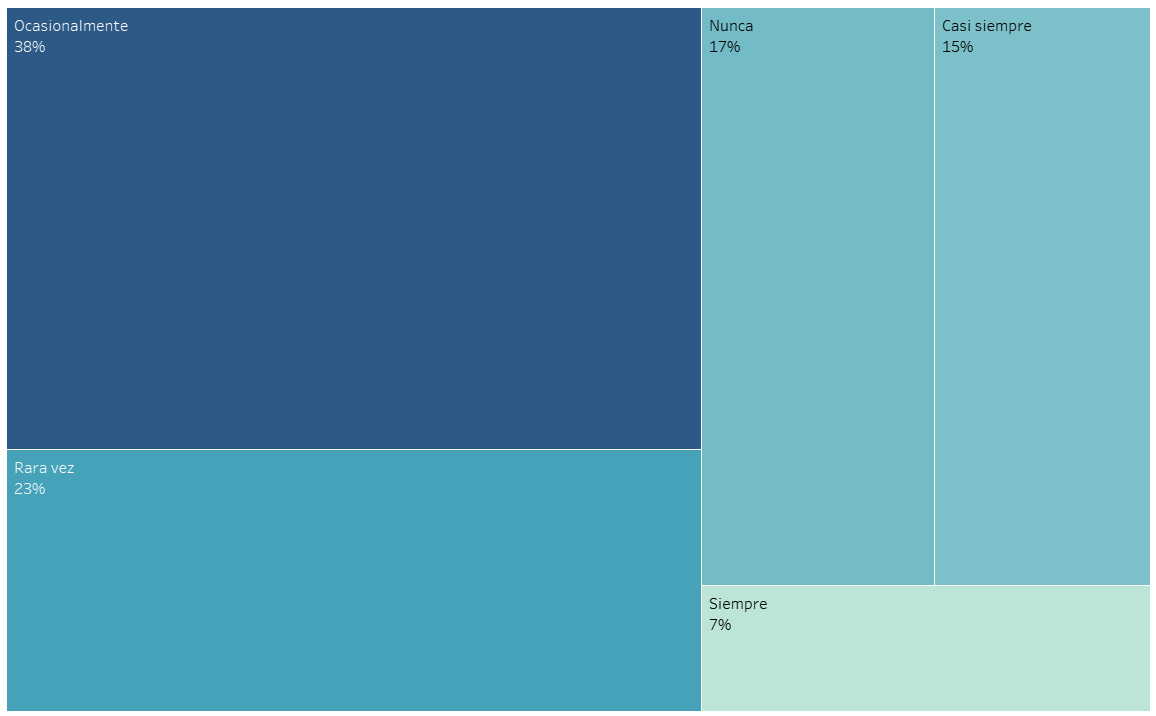 Ocasionalmente
38%
Nunca
17%
Casi siempre
15%
Rara vez
23%
Siempre
7%